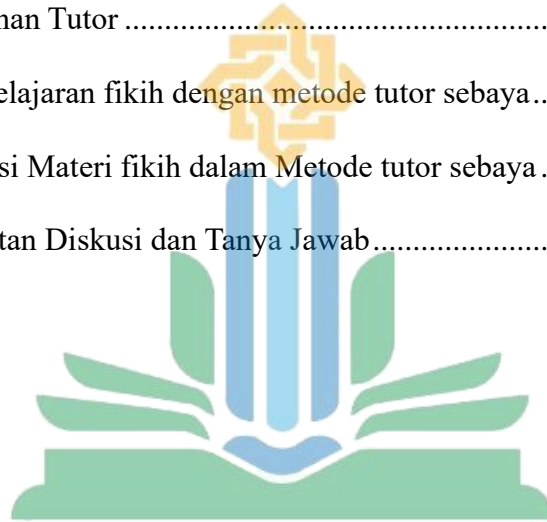 nan Tutor ....................................................
elajaran fikih dengan metode tutor sebaya..
si Materi fikih dalam Metode tutor sebaya .
tan Diskusi dan Tanya Jawab.....................